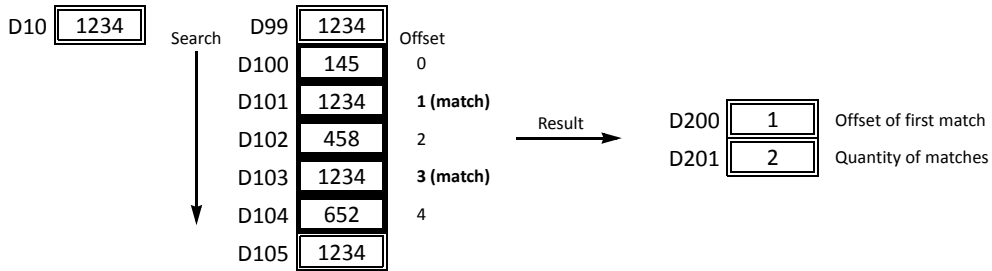 D10 1234
Search
D99 1234 Offset
D100 145 0
D101 1234 1 (match)
D102 458 2
D103 1234 3 (match)
D104 652 4
D105 1234
Result
D200 1 Offset of first match
D201 2 Quantity of matches